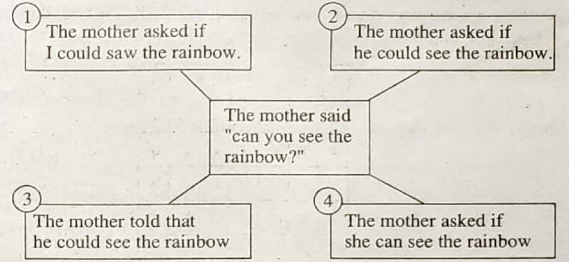 1
The mother asked if
I could saw the rainbow.
2
The mother asked if
he could see the rainbow.
The mother said
"can you see the
rainbow?"
3
The mother told that
he could see the rainbow
4
The mother asked if
she can see the rainbow